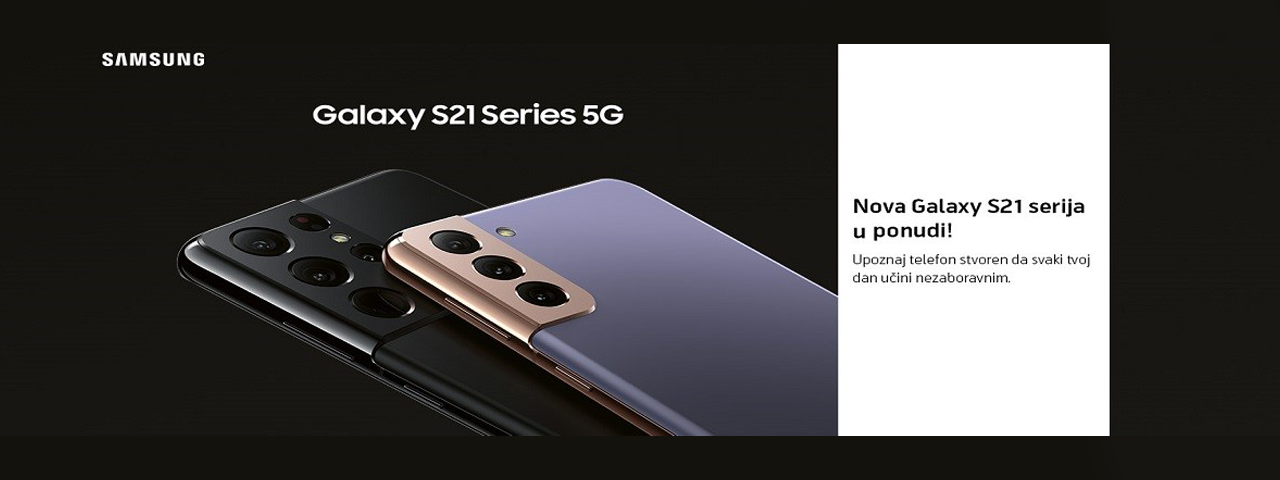 SAMSUNG
Galaxy S21 Series 5G
Nova Galaxy S21 serija
u ponudi!
Upoznaj telefon stvoren da svaki tvoj
dan učini nezaboravnim.